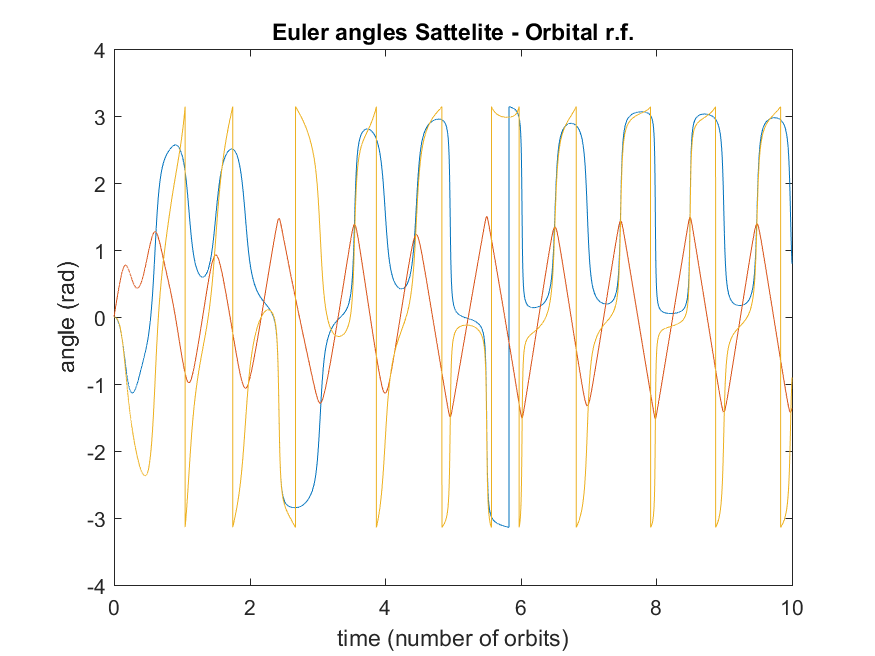 Euler angles Sattelite - Orbital r.f.
4
3
2
1
0
-1
-2
-3
-4
angle (rad)
0 2 4 6 8 10
time (number of orbits)